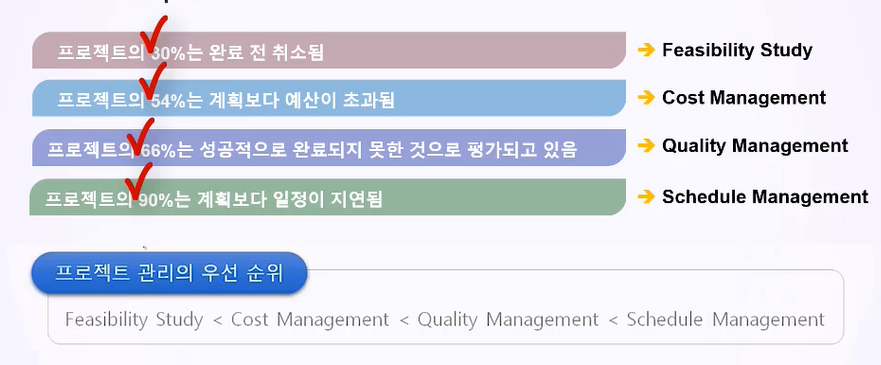 프로젝트의 30%는 완료 전 취소됨 ➔ Feasibility Study
프로젝트의 54%는 계획보다 예산이 초과됨 ➔ Cost Management
프로젝트의 66%는 성공적으로 완료되지 못한 것으로 평가되고 있음 ➔ Quality Management
프로젝트의 90%는 계획보다 일정이 지연됨 ➔ Schedule Management
프로젝트 관리의 우선 순위
Feasibility Study < Cost Management < Quality Management < Schedule Management